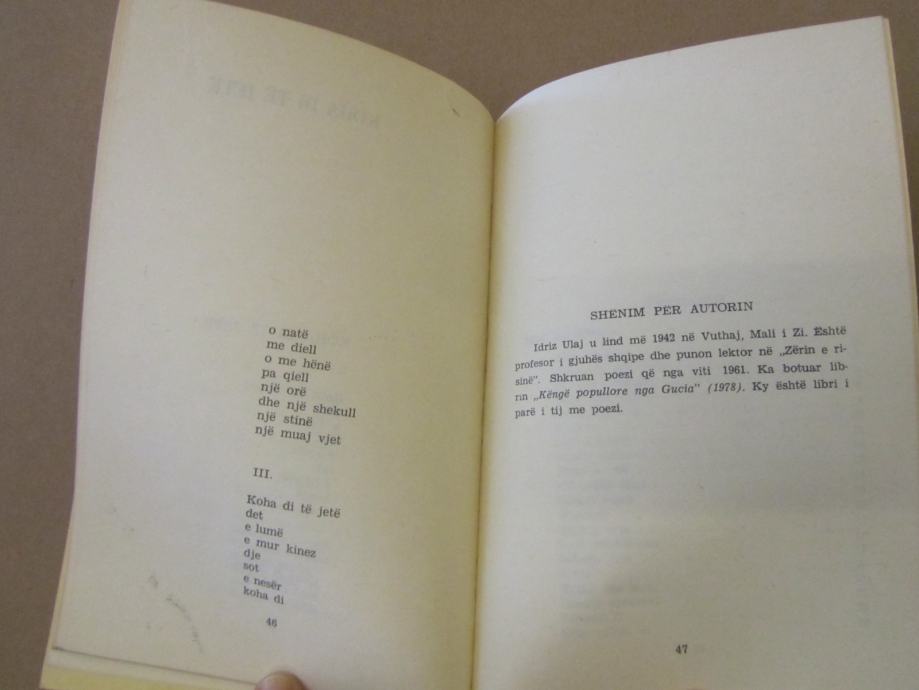 o natë
me diell
o me hënë
pa qiell
një orë
dhe një shekull
një stinë
një muaj vjet
III.
Koha di të jetë
det
e lumë
e mur kinez
dje
sot
e nesër
koha di
46
SHENIM PËR AUTORIN
Idriz Ulaj u lind më 1942 në Vuthaj, Mali i Zi. Është
profesor i gjuhës shqipe dhe punon lektor në „Zërin e ri-
sinë”. Shkruan poezi që nga viti 1961. Ka botuar lib-
rın „Këngë popullore nga Gucia” (1978). Ky është libri i
parë i tij me poezi.
47